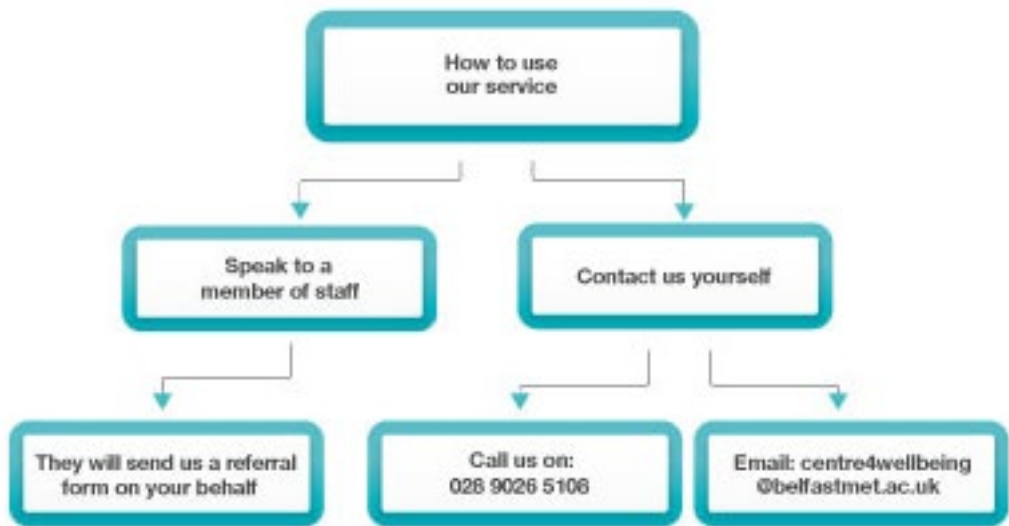 How to use
our service
Speak to a
member of staff
Contact us yourself
They will send us a referral
form on your behalf
Call us on:
028 9026 5108
Email: centre4wellbeing
@belfastmet.ac.uk